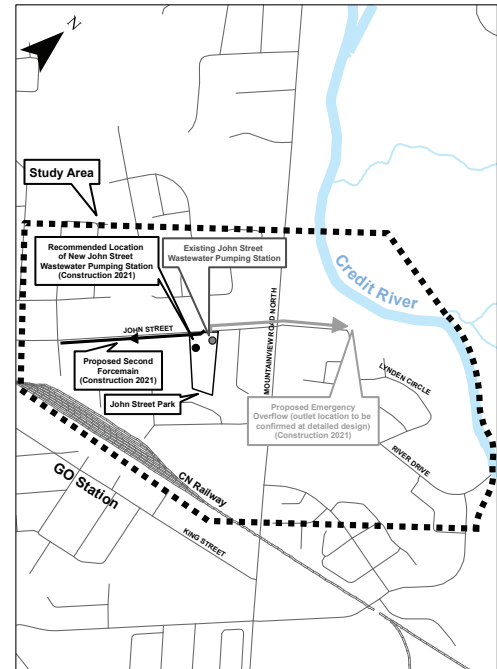 N
Study Area
Recommended Location
of New John Street
Wastewater Pumping Station
(Construction 2021)
Existing John Street
Wastewater Pumping Station
Credit River
JOHN STREET
MOUNTAINVIEW ROAD NORTH
Proposed Second
Forcemain
(Construction 2021)
John Street Park
LYNDEN CIRCLE
Proposed Emergency
Overflow (outlet location to be
confirmed at detailed design)
(Construction 2021)
RIVER DRIVE
CN Railway
GO Station
KING STREET